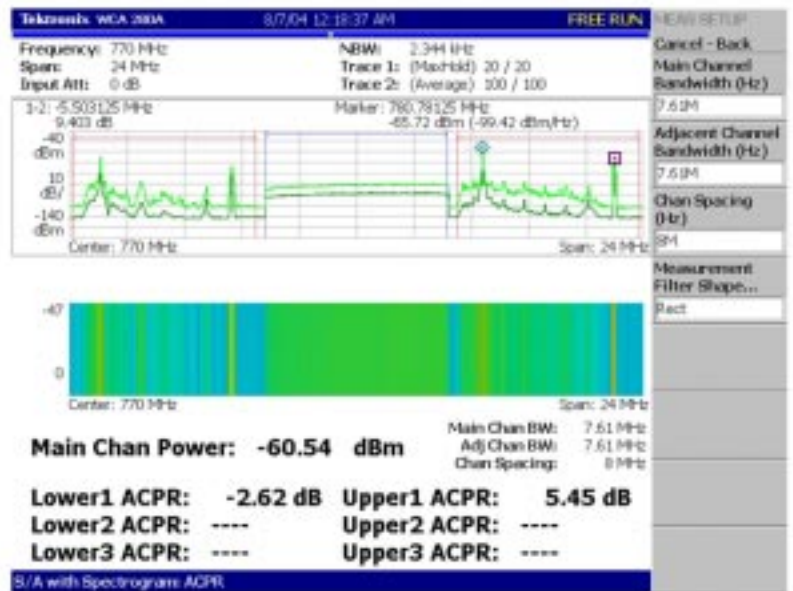 Tektronix WCA 280A 8/7/04 12:18:37 AM FREE RUN
Frequency: 770 MHz
Span: 24 MHz
Input Att: 0 dB
NBW: 2.344 kHz
Trace 1: (MaxHold) 20 / 20
Trace 2: (Average) 100 / 100
1-2: -5.503125 MHz
9.403 dB
Marker: 780.78125 MHz
-65.72 dBm (-99.42 dBm/Hz)
-40
dBm
10
dB/
-140
dBm
Center: 770 MHz Span: 24 MHz
-47
0
Center: 770 MHz Span: 24 MHz
Main Chan Power: -60.54 dBm
Main Chan BW: 7.61 MHz
Adj Chan BW: 7.61 MHz
Chan Spacing: 8 MHz
Lower1 ACPR: -2.62 dB Upper1 ACPR: 5.45 dB
Lower2 ACPR: ---- Upper2 ACPR: ----
Lower3 ACPR: ---- Upper3 ACPR: ----
S/A with Spectrogram: ACPR
MEAS SETUP
Cancel - Back
Main Channel
Bandwidth (Hz)
7.61M
Adjacent Channel
Bandwidth (Hz)
7.61M
Chan Spacing
(Hz)
8M
Measurement
Filter Shape...
Rect